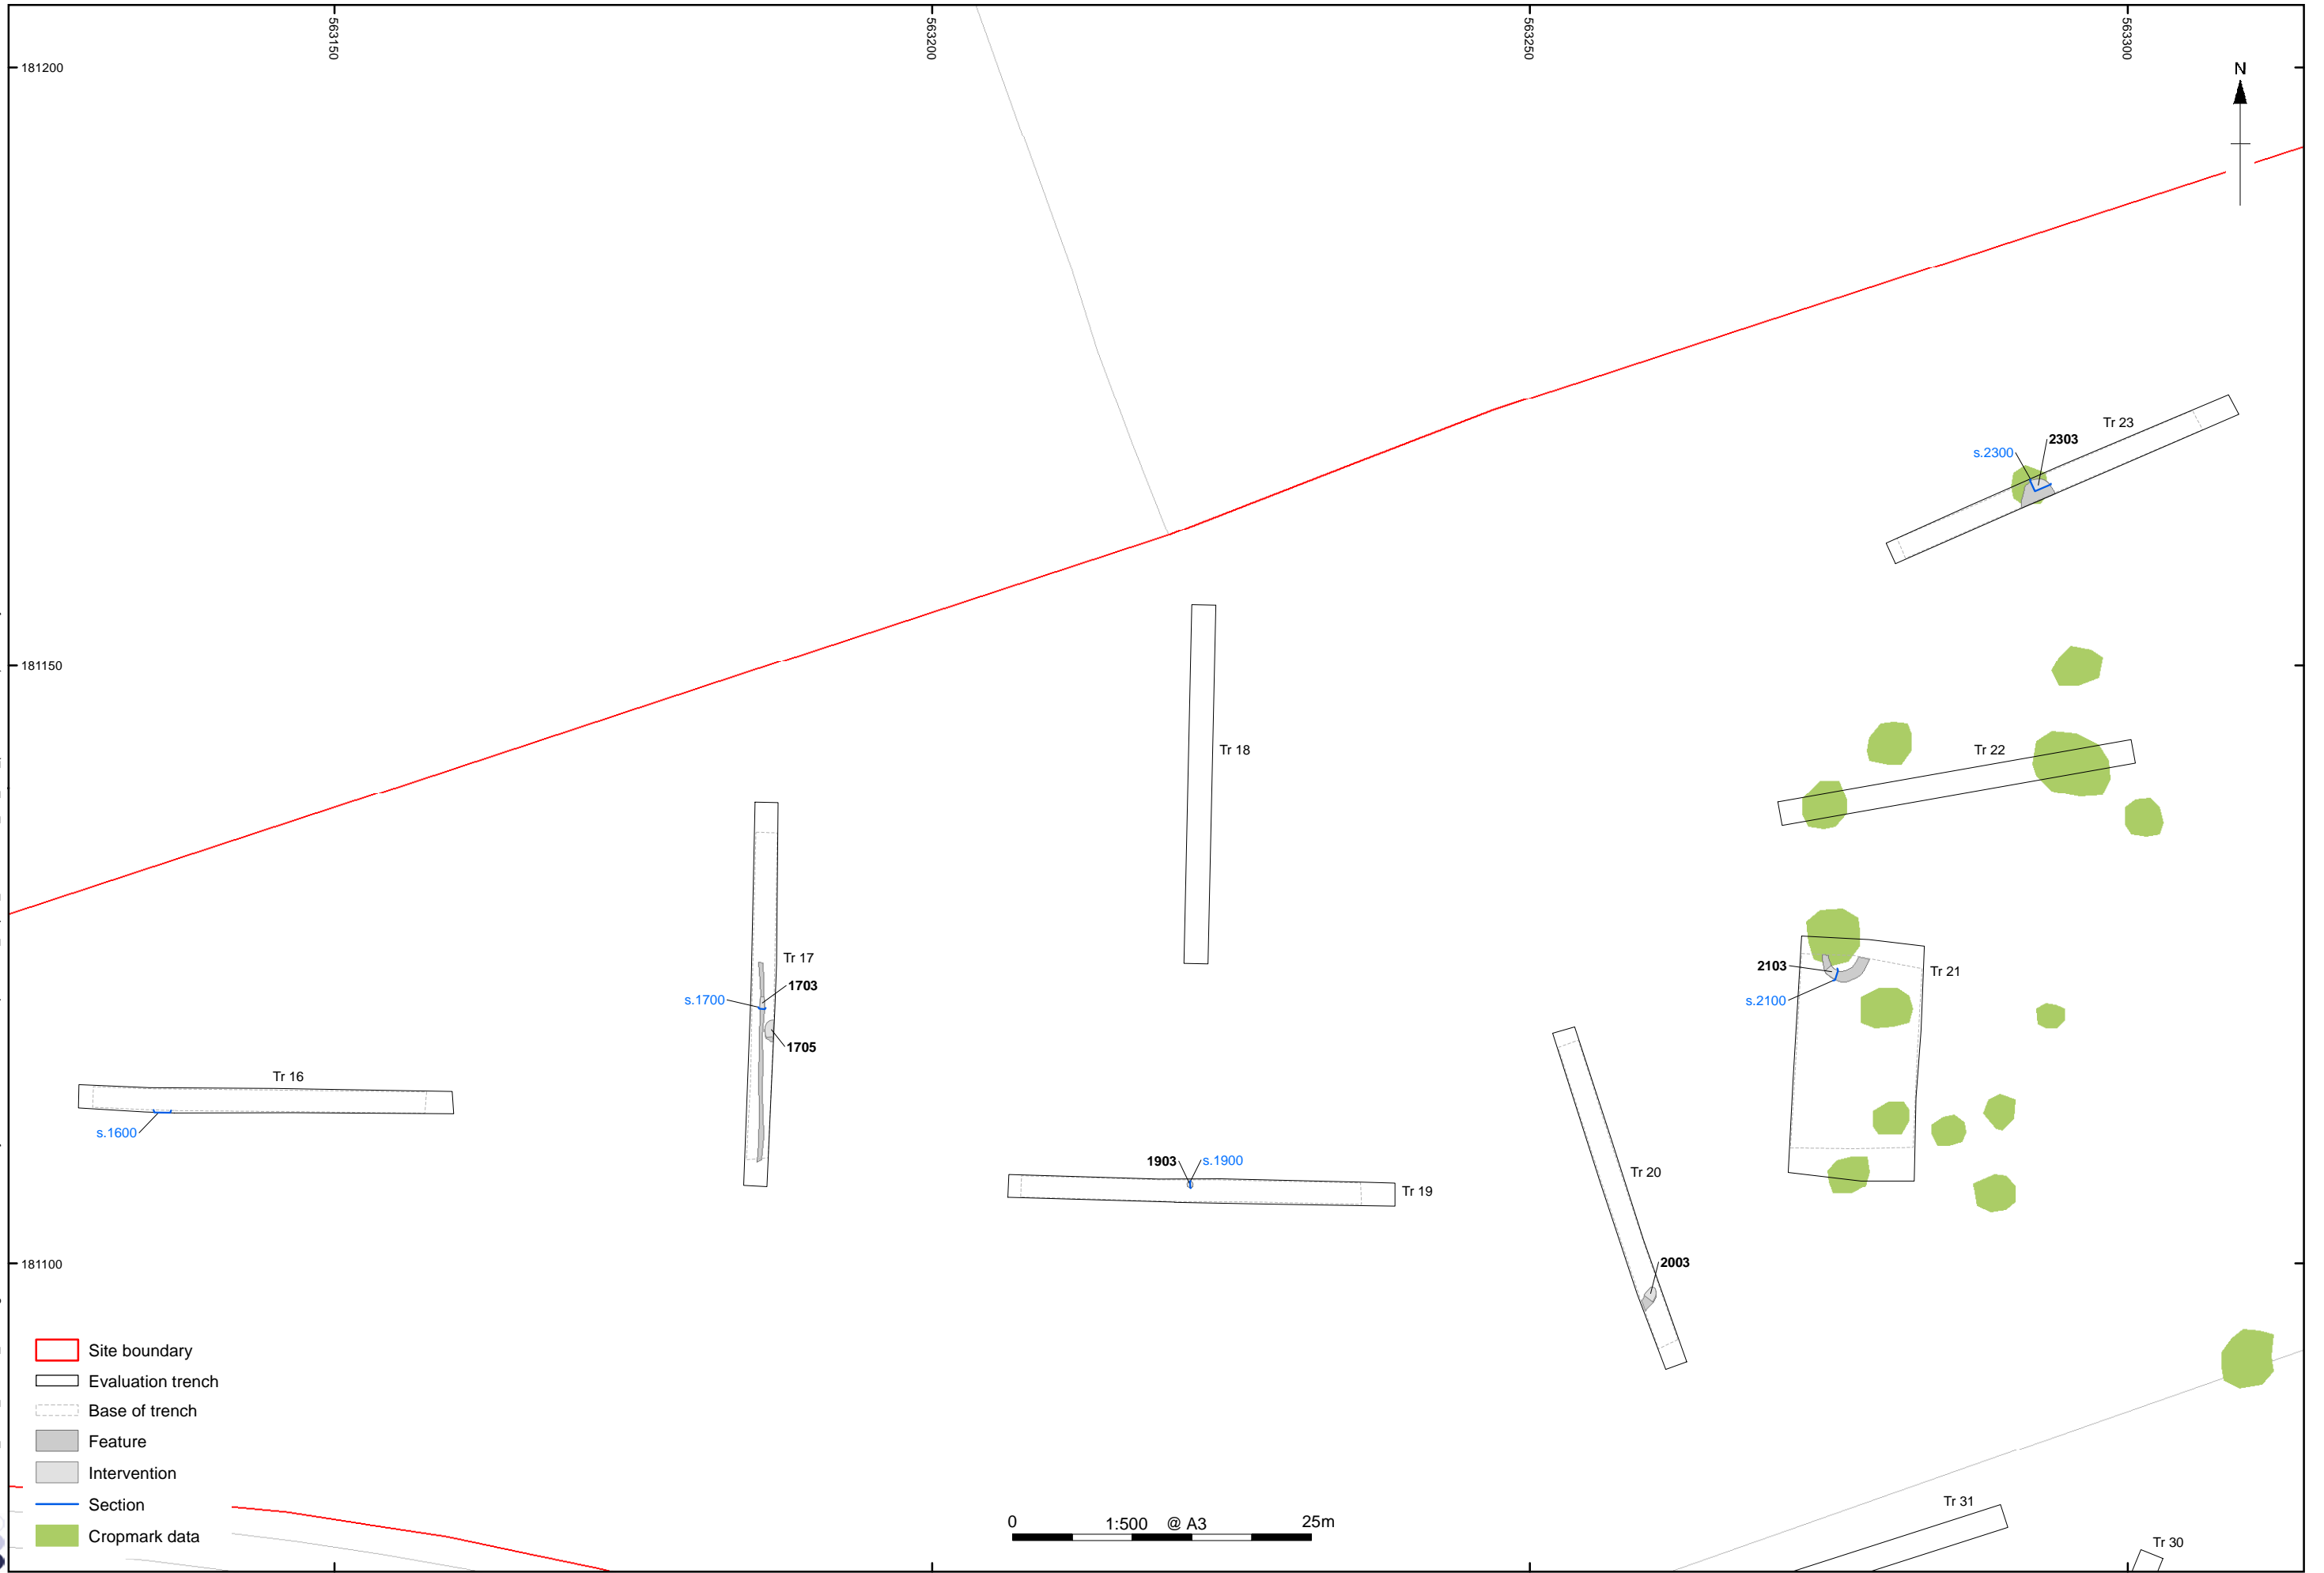 563150
563200
563250
563300
181200
N
Tr 23
2303
s.2300
181150
Tr 18
Tr 22
Tr 17
2103
Tr 21
1703
s.1700
s.2100
1705
Tr 16
s.1600
1903
s.1900
Tr 20
Tr 19
181100
2003
Site boundary
Evaluation trench
Base of trench
Feature
Intervention
Section
Cropmark data
0
1:500 @ A3
25m
Tr 31
Tr 30